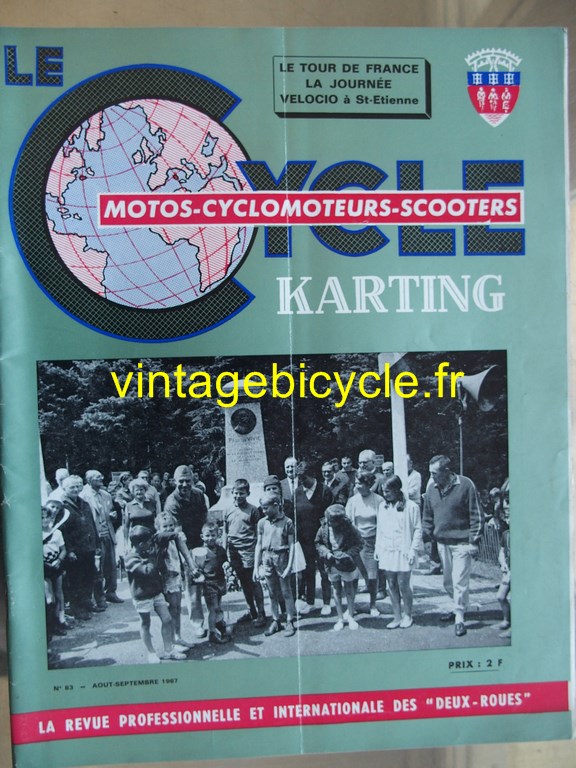 LE
CYCLE
LE TOUR DE FRANCE
LA JOURNÉE
VELOCIO à St-Etienne
MOTOS-CYCLOMOTEURS-SCOOTERS
KARTING
vintagebicycle.fr
N° 83 — AOUT-SEPTEMBRE 1967
PRIX : 2 F
LA REVUE PROFESSIONNELLE ET INTERNATIONALE DES "DEUX-ROUES"